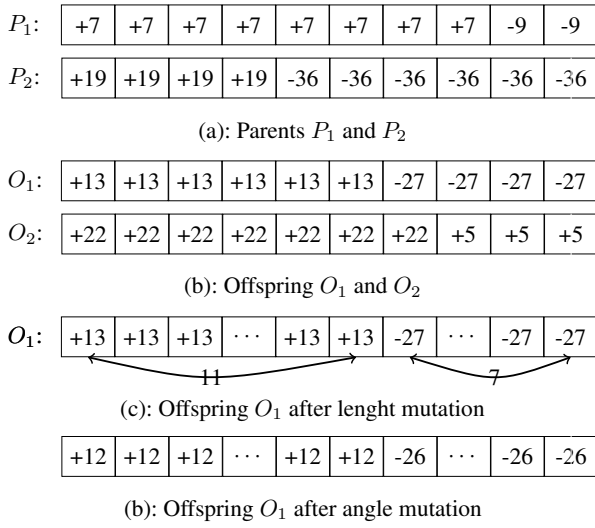 P1: +7 +7 +7 +7 +7 +7 +7 +7 -9 -9
P2: +19 +19 +19 +19 -36 -36 -36 -36 -36 -36
(a): Parents P1 and P2
O1: +13 +13 +13 +13 +13 +13 -27 -27 -27 -27
O2: +22 +22 +22 +22 +22 +22 +22 +5 +5 +5
(b): Offspring O1 and O2
O1: +13 +13 +13 ··· +13 +13 -27 ··· -27 -27
11 7
(c): Offspring O1 after lenght mutation
+12 +12 +12 ··· +12 +12 -26 ··· -26 -26
(b): Offspring O1 after angle mutation